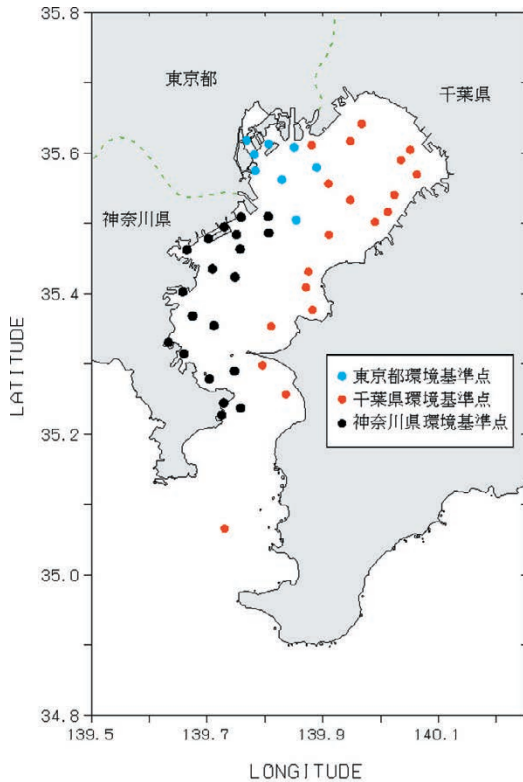 35.8
東京都
千葉県
35.6
神奈川県
35.4
LATITUDE
東京都環境基準点
千葉県環境基準点
神奈川県環境基準点
35.2
35.0
34.8
139.5
139.7
139.9
140.1
LONGITUDE